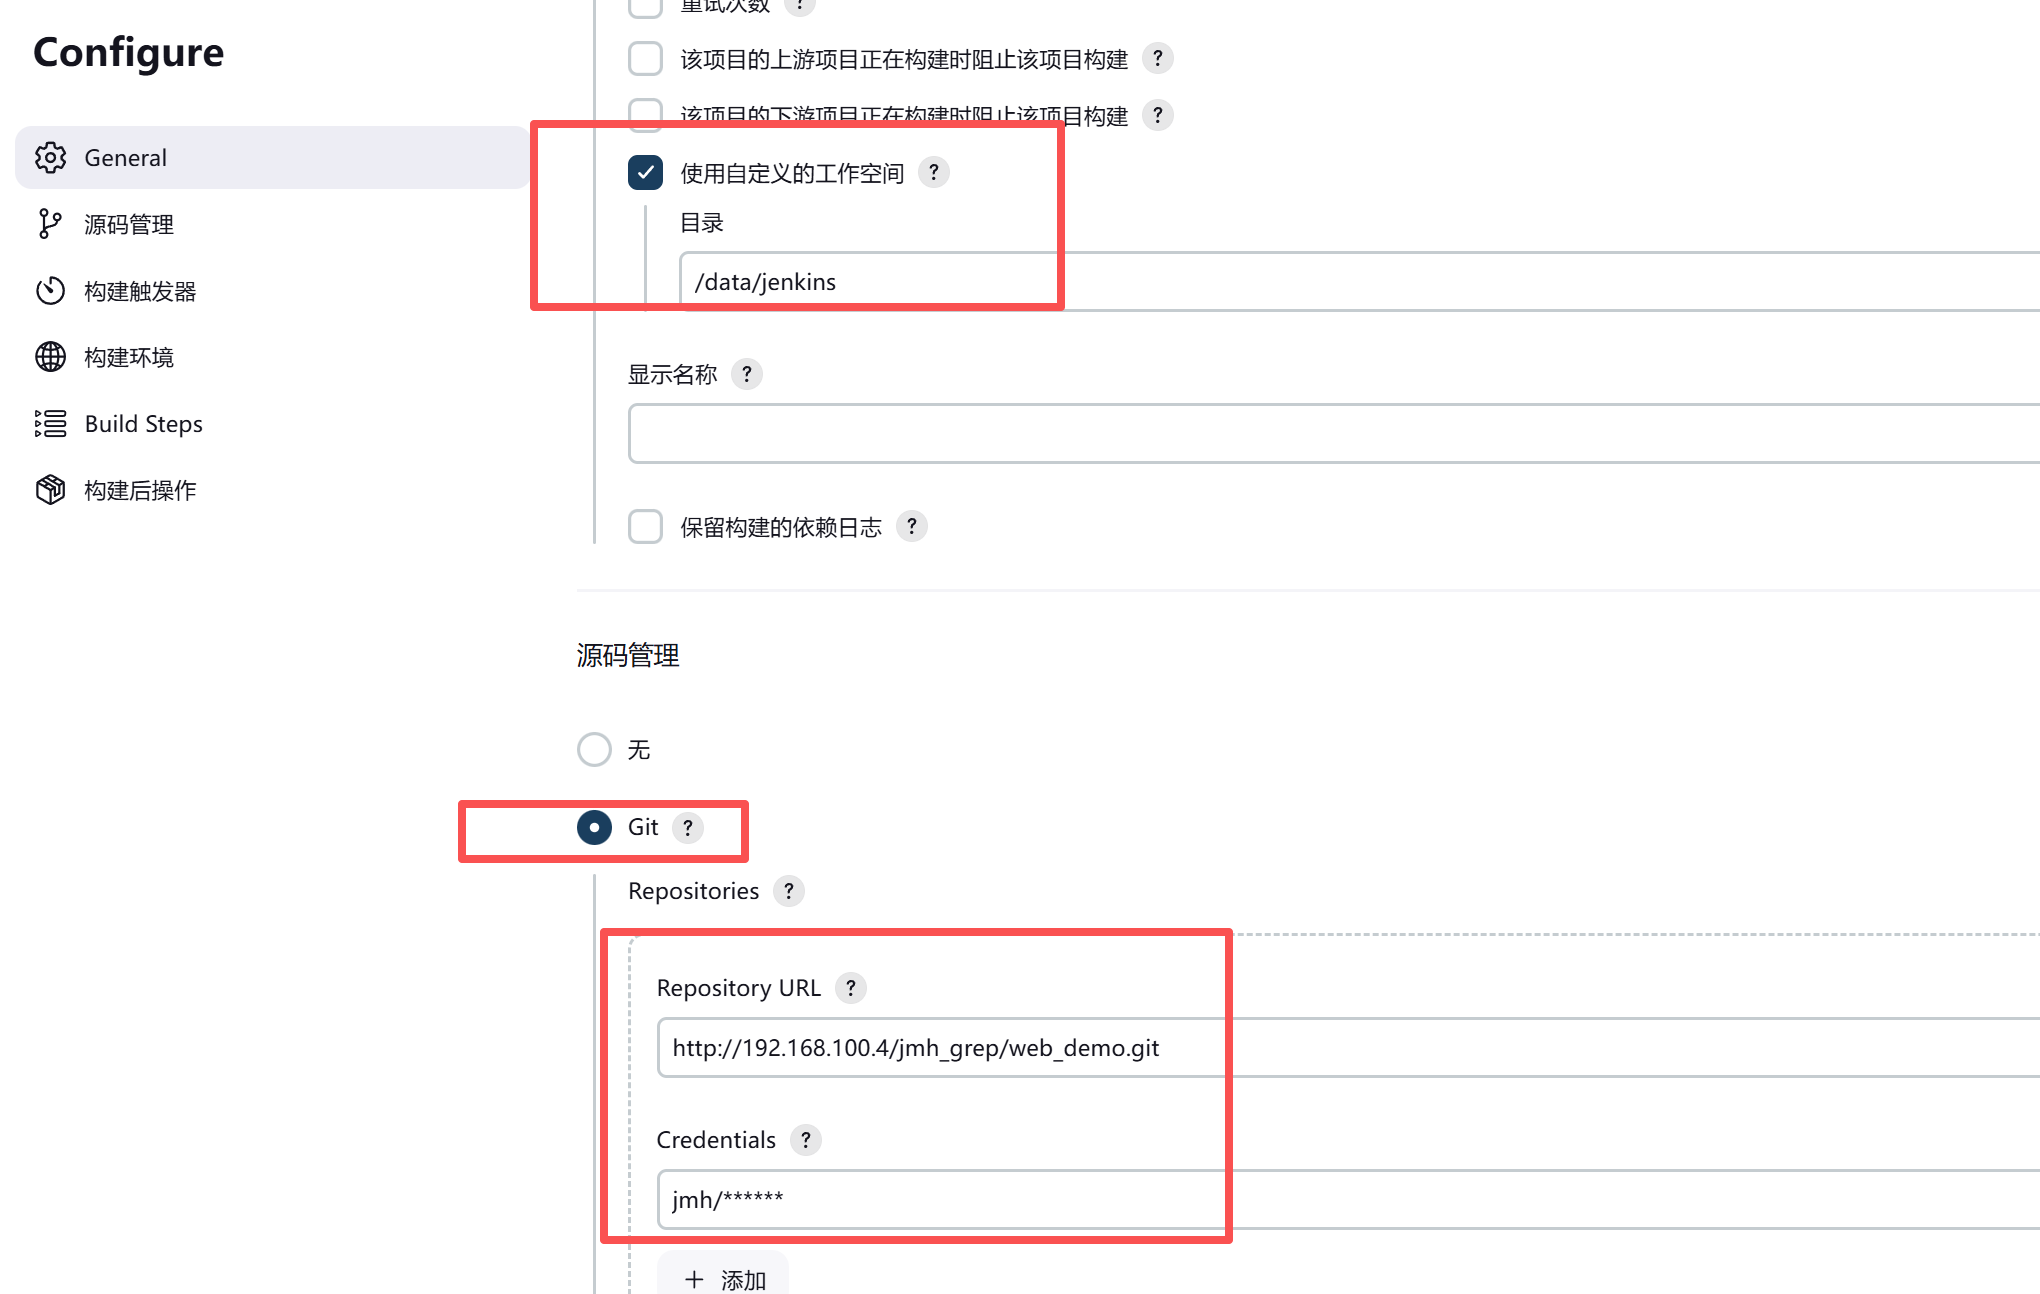 Configure
General
源码管理
构建触发器
构建环境
Build Steps
构建后操作
重试次数 ?
该项目的上游项目正在构建时阻止该项目构建 ?
该项目的下游项目正在构建时阻止该项目构建 ?
使用自定义的工作空间 ?
目录
/data/jenkins
显示名称 ?
保留构建的依赖日志 ?
源码管理
无
Git ?
Repositories ?
Repository URL ?
http://192.168.100.4/jmh_grep/web_demo.git
Credentials ?
jmh/******
+ 添加